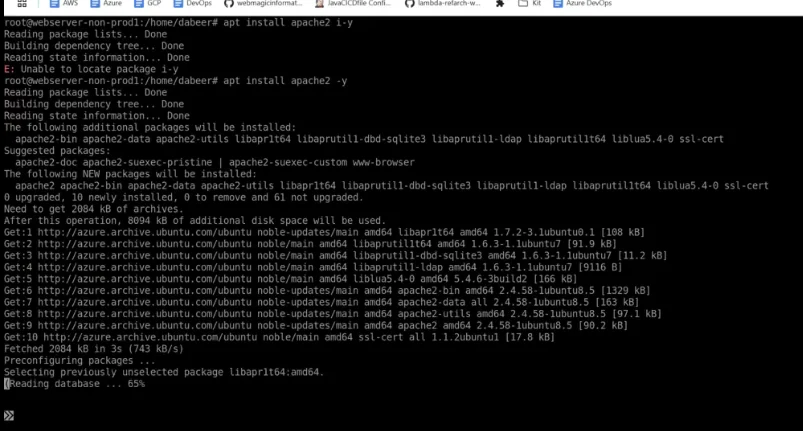 AWS Azure GCP DevOps webmagicinformat... JavaCICDfile Confi... lambda-refarch-w... Kit Azure DevOps
root@webserver-non-prod1:/home/dabeer# apt install apache2 i-y
Reading package lists... Done
Building dependency tree... Done
Reading state information... Done
E: Unable to locate package i-y
root@webserver-non-prod1:/home/dabeer# apt install apache2 -y
Reading package lists... Done
Building dependency tree... Done
Reading state information... Done
The following additional packages will be installed:
apache2-bin apache2-data apache2-utils libapr1t64 libaprutil1-dbd-sqlite3 libaprutil1-ldap libaprutil1t64 liblua5.4-0 ssl-cert
Suggested packages:
apache2-doc apache2-suexec-pristine | apache2-suexec-custom www-browser
The following NEW packages will be installed:
apache2 apache2-bin apache2-data apache2-utils libapr1t64 libaprutil1-dbd-sqlite3 libaprutil1-ldap libaprutil1t64 liblua5.4-0 ssl-cert
0 upgraded, 10 newly installed, 0 to remove and 61 not upgraded.
Need to get 2084 kB of archives.
After this operation, 8094 kB of additional disk space will be used.
Get:1 http://azure.archive.ubuntu.com/ubuntu noble-updates/main amd64 libapr1t64 amd64 1.7.2-3.1ubuntu0.1 [108 kB]
Get:2 http://azure.archive.ubuntu.com/ubuntu noble/main amd64 libaprutil1t64 amd64 1.6.3-1.1ubuntu7 [91.9 kB]
Get:3 http://azure.archive.ubuntu.com/ubuntu noble/main amd64 libaprutil1-dbd-sqlite3 amd64 1.6.3-1.1ubuntu7 [11.2 kB]
Get:4 http://azure.archive.ubuntu.com/ubuntu noble/main amd64 libaprutil1-ldap amd64 1.6.3-1.1ubuntu7 [9116 B]
Get:5 http://azure.archive.ubuntu.com/ubuntu noble/main amd64 liblua5.4-0 amd64 5.4.6-3build2 [166 kB]
Get:6 http://azure.archive.ubuntu.com/ubuntu noble-updates/main amd64 apache2-bin amd64 2.4.58-1ubuntu8.5 [1329 kB]
Get:7 http://azure.archive.ubuntu.com/ubuntu noble-updates/main amd64 apache2-data all 2.4.58-1ubuntu8.5 [163 kB]
Get:8 http://azure.archive.ubuntu.com/ubuntu noble-updates/main amd64 apache2-utils amd64 2.4.58-1ubuntu8.5 [97.1 kB]
Get:9 http://azure.archive.ubuntu.com/ubuntu noble-updates/main amd64 apache2 amd64 2.4.58-1ubuntu8.5 [90.2 kB]
Get:10 http://azure.archive.ubuntu.com/ubuntu noble/main amd64 ssl-cert all 1.1.2ubuntu1 [17.8 kB]
Fetched 2084 kB in 3s (743 kB/s)
Preconfiguring packages ...
Selecting previously unselected package libapr1t64:amd64.
(Reading database ... 65%